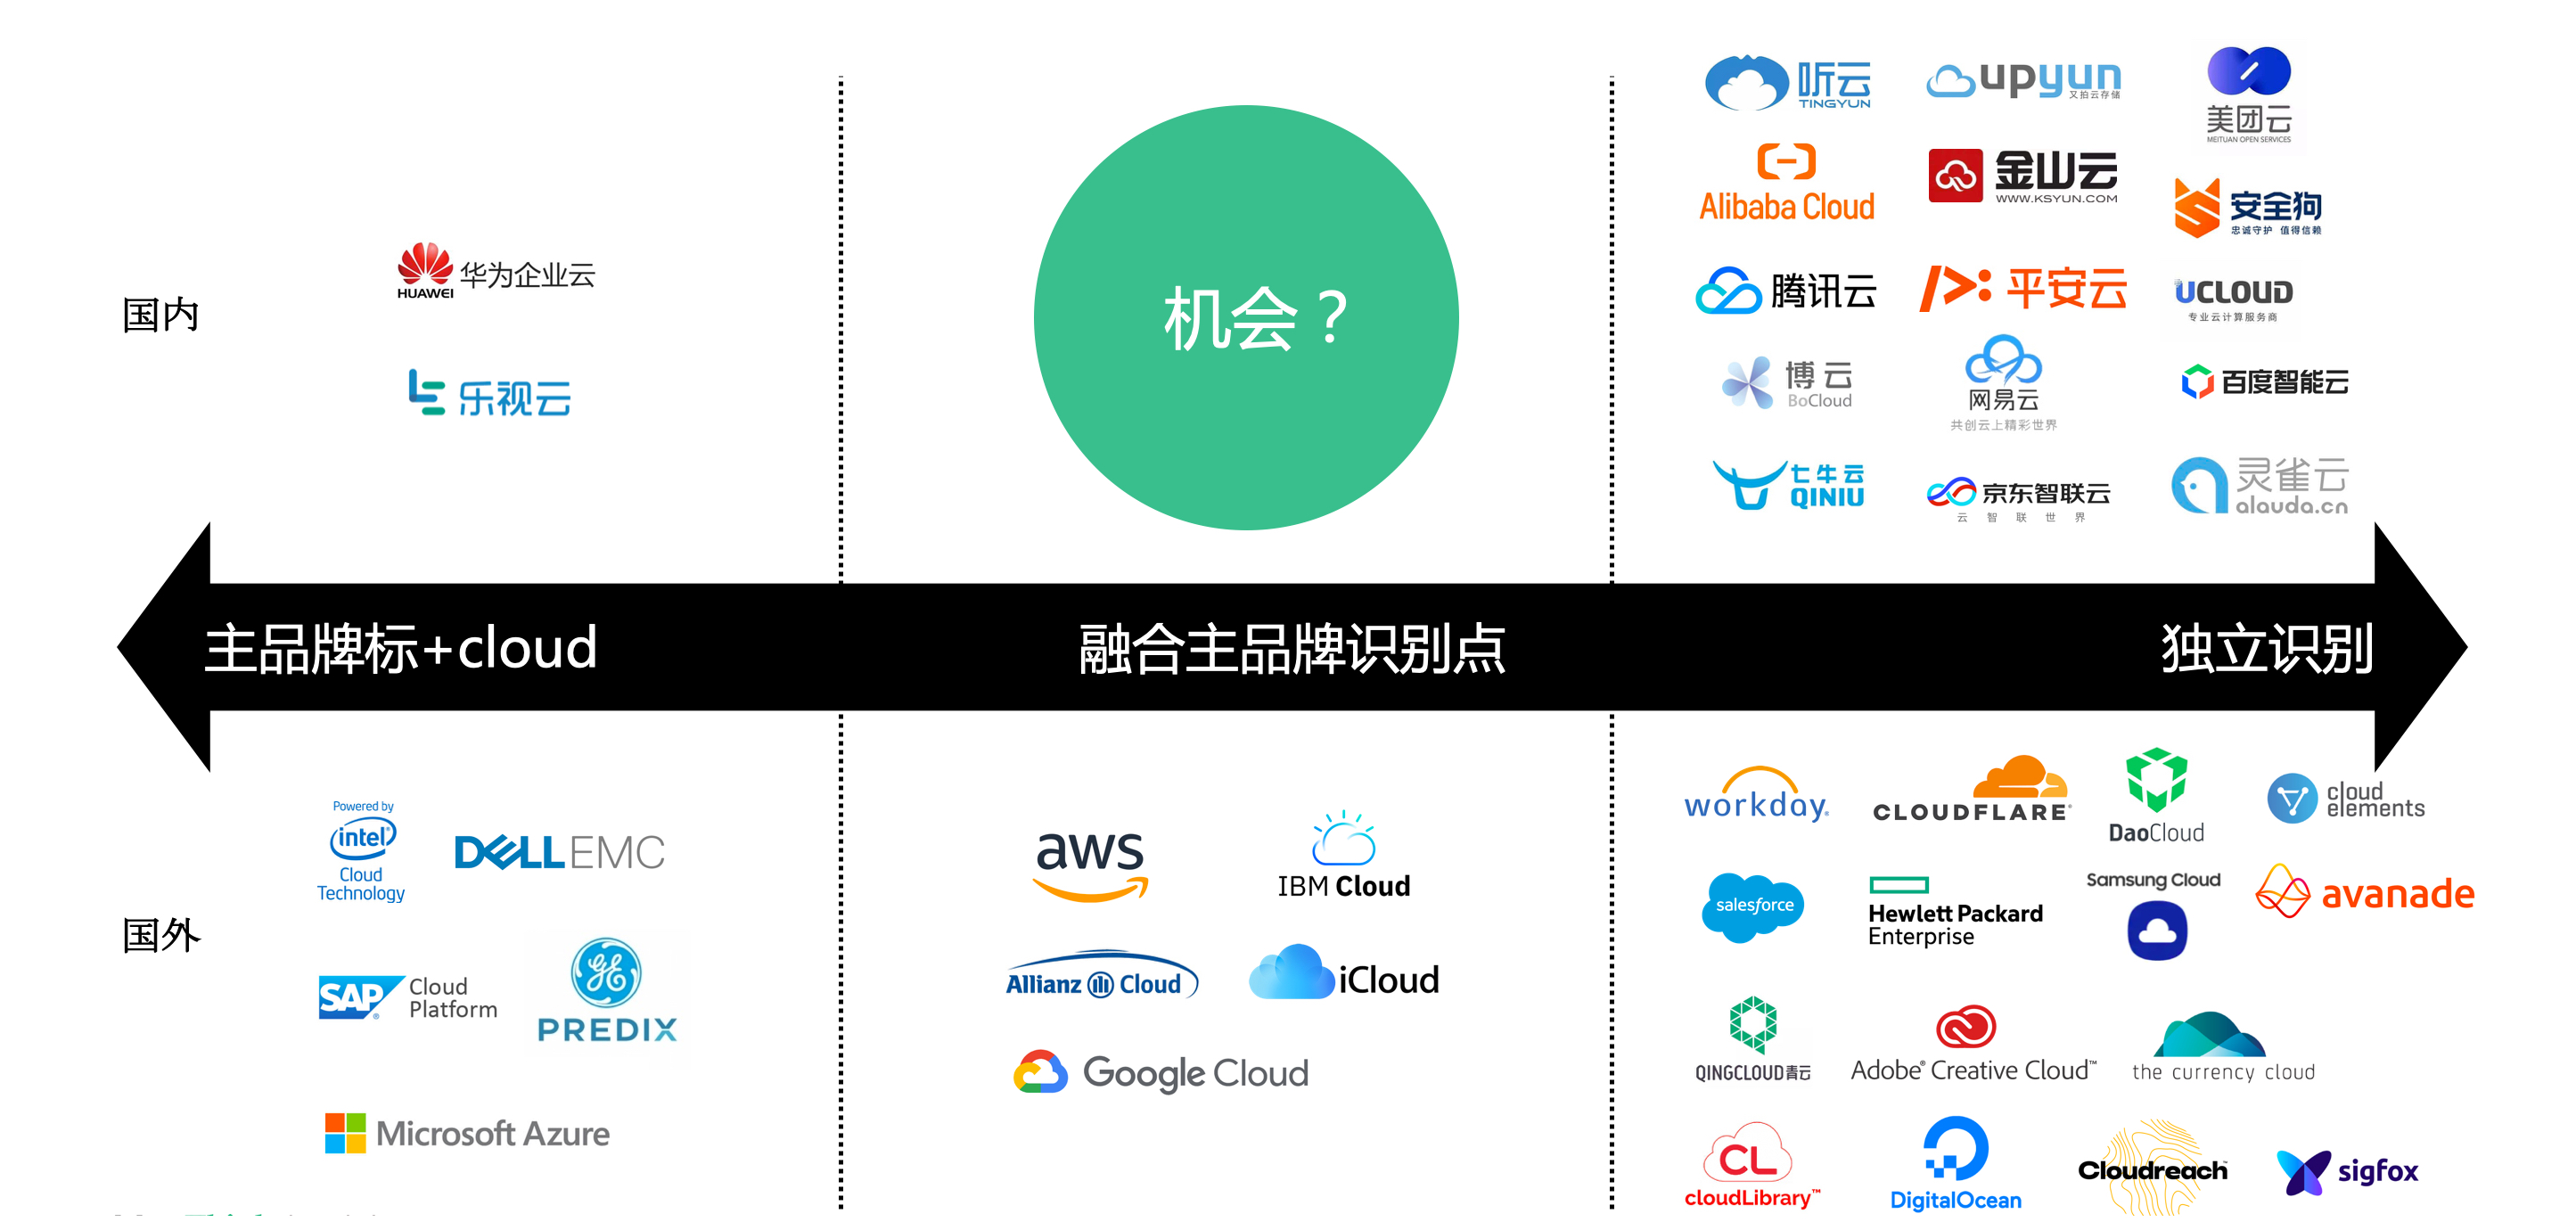 国内
HUAWEI
华为企业云
乐视云
机会？
听云
TINGYUN
upyun
又拍云存储
美团云
MEITUAN OPEN SERVICES
Alibaba Cloud
金山云
WWW.KSYUN.COM
安全狗
忠诚守护 值得信赖
腾讯云
平安云
UCLOUD
专业云计算服务商
博云
BoCloud
网易云
共创云上精彩世界
百度智能云
七牛云
QINIU
京东智联云
云智联世界
灵雀云
alauda.cn
主品牌标+cloud
融合主品牌识别点
独立识别
国外
Powered by
intel
Cloud
Technology
DELL EMC
SAP
Cloud
Platform
GE
PREDIX
Microsoft Azure
aws
IBM Cloud
Allianz Cloud
iCloud
Google Cloud
workday
CLOUDFLARE
DaoCloud
cloud
elements
salesforce
Hewlett Packard
Enterprise
Samsung Cloud
avanade
QINGCLOUD青云
Adobe® Creative Cloud™
the currency cloud
CL
cloudLibrary™
DigitalOcean
Cloudreach
sigfox